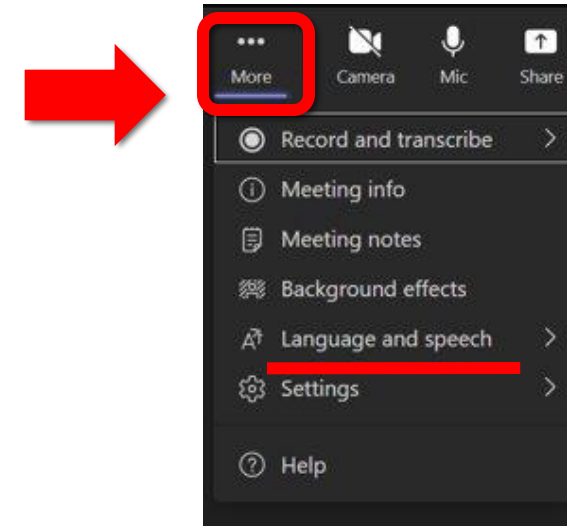 More Camera Mic Share
Record and transcribe
Meeting info
Meeting notes
Background effects
Language and speech
Settings
Help